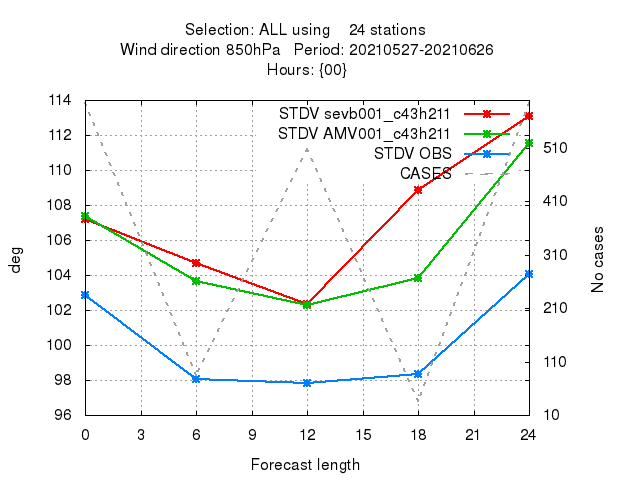 Selection: ALL using 24 stations
Wind direction 850hPa Period: 20210527-20210626
Hours: {00}
STDV sevb001_c43h211
STDV AMV001_c43h211
STDV OBS
CASES
114
112
110
108
106
104
102
100
98
96
deg
510
410
310
210
110
10
No cases
0 3 6 9 12 15 18 21 24
Forecast length